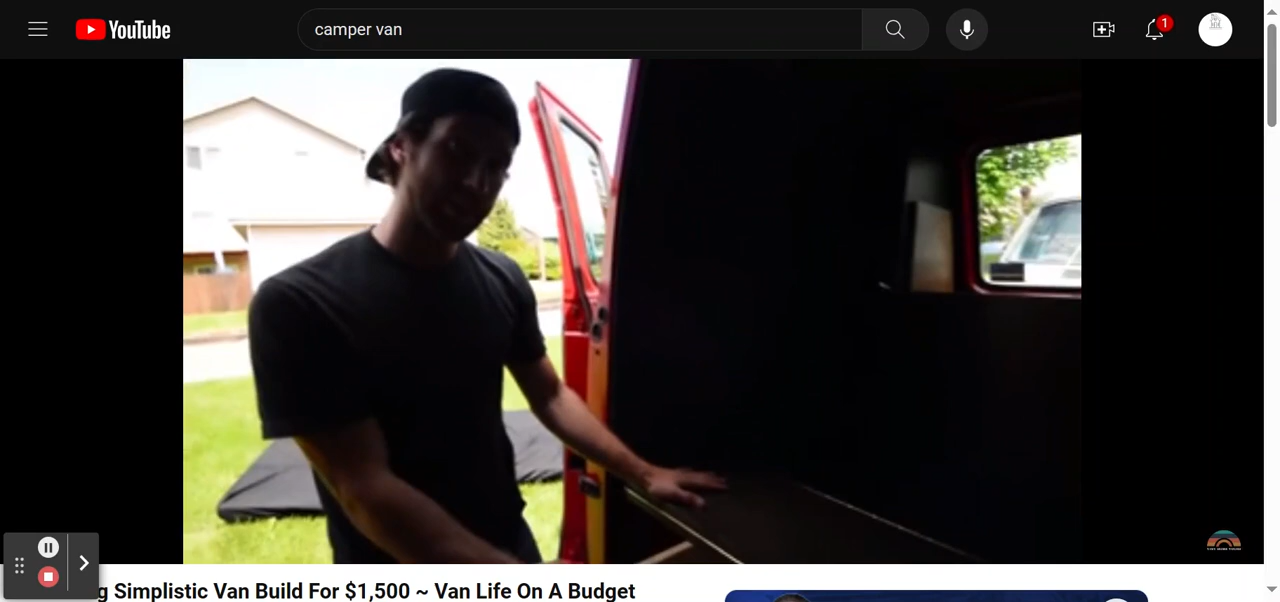 YouTube
camper van
1
g Simplistic Van Build For $1,500 ~ Van Life On A Budget